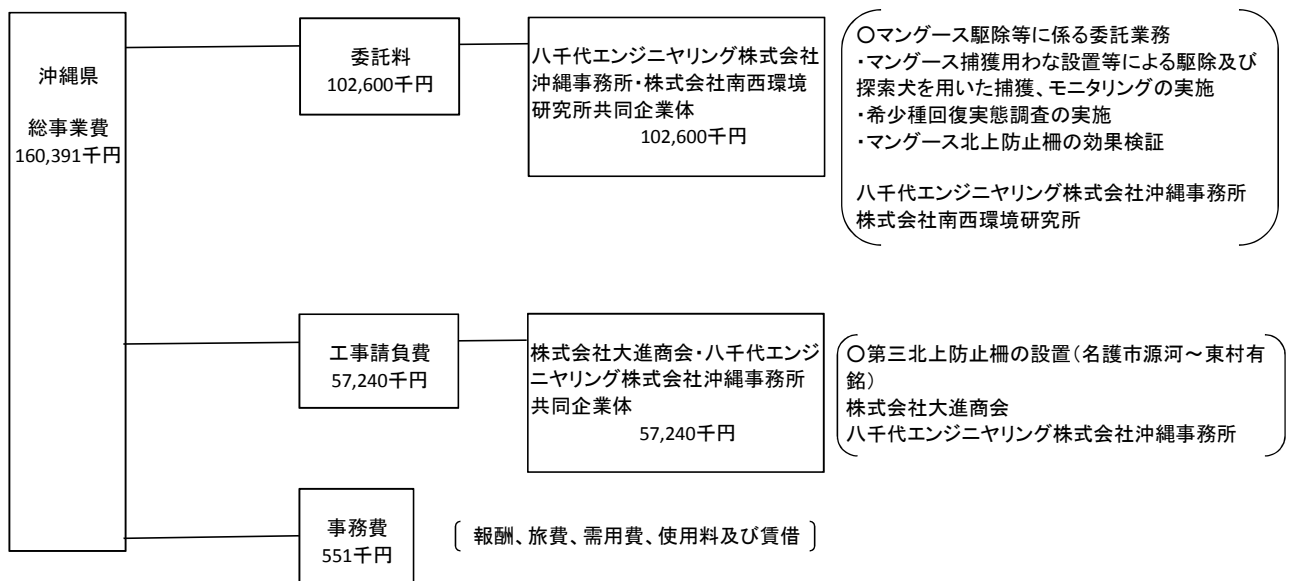 沖縄県
総事業費
160,391千円
委託料
102,600千円
八千代エンジニヤリング株式会社
沖縄事務所・株式会社南西環境
研究所共同企業体
102,600千円
〇マングース駆除等に係る委託業務
・マングース捕獲用わな設置等による駆除及び
探索犬を用いた捕獲、モニタリングの実施
・希少種回復実態調査の実施
・マングース北上防止柵の効果検証
八千代エンジニヤリング株式会社沖縄事務所
株式会社南西環境研究所
工事請負費
57,240千円
株式会社大進商会・八千代エンジ
ニヤリング株式会社沖縄事務所
共同企業体
57,240千円
〇第三北上防止柵の設置(名護市源河～東村有
銘)
株式会社大進商会
八千代エンジニヤリング株式会社沖縄事務所
事務費
551千円
報酬、旅費、需用費、使用料及び賃借